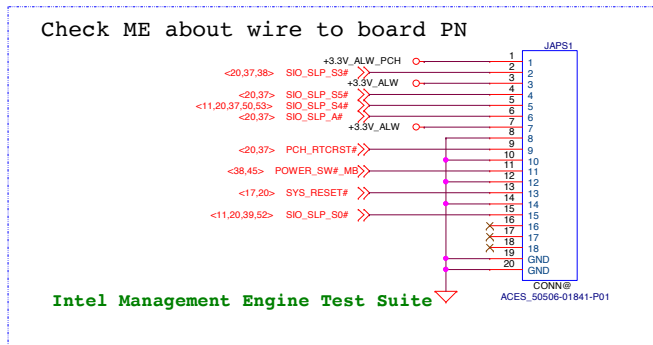 Check ME about wire to board PN
JAPS1
+3.3V_ALW_PCH 1 1
<20,37,38> SIO_SLP_S3# 2 2
+3.3V_ALW 3 3
<20,37> SIO_SLP_S5# 4 4
<11,20,37,50,53> SIO_SLP_S4# 5 5
<20,37> SIO_SLP_A# 6 6
+3.3V_ALW 7 7
8 8
<20,37> PCH_RTCRST# 9 9
10 10
<38,45> POWER_SW#_MB 11 11
12 12
<17,20> SYS_RESET# 13 13
14 14
<11,20,39,52> SIO_SLP_S0# 15 15
16 16
17 17
18 18
19 GND
20 GND
CONN@
Intel Management Engine Test Suite
ACES_50506-01841-P01